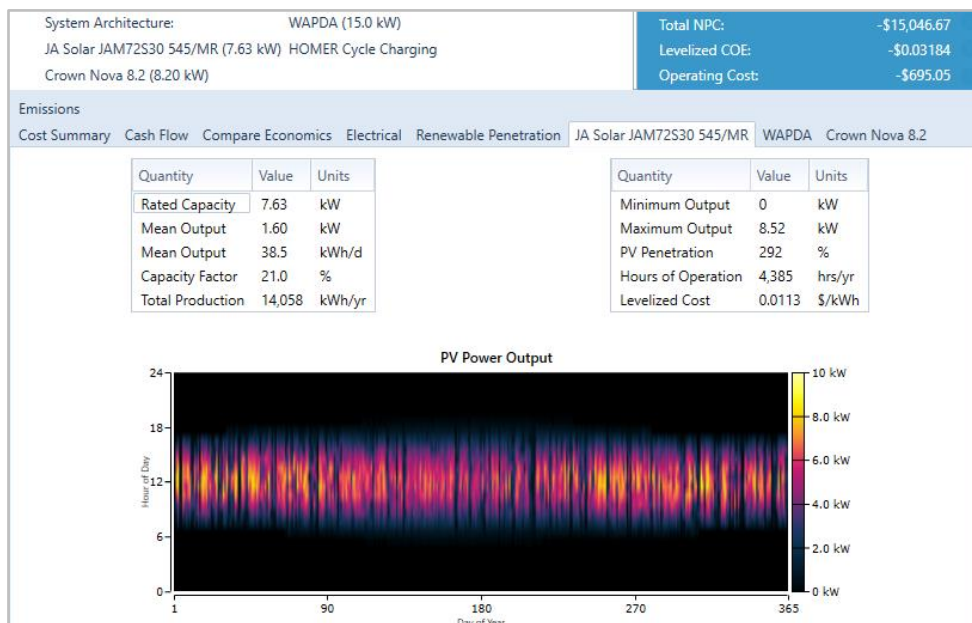 System Architecture: WAPDA (15.0 kW)
JA Solar JAM72S30 545/MR (7.63 kW) HOMER Cycle Charging
Crown Nova 8.2 (8.20 kW)
Total NPC: -$15,046.67
Levelized COE: -$0.03184
Operating Cost: -$695.05
Emissions
Cost Summary Cash Flow Compare Economics Electrical Renewable Penetration JA Solar JAM72S30 545/MR WAPDA Crown Nova 8.2
Quantity Value Units
Rated Capacity 7.63 kW
Mean Output 1.60 kW
Mean Output 38.5 kWh/d
Capacity Factor 21.0 %
Total Production 14,058 kWh/yr
Quantity Value Units
Minimum Output 0 kW
Maximum Output 8.52 kW
PV Penetration 292 %
Hours of Operation 4,385 hrs/yr
Levelized Cost 0.0113 $/kWh
PV Power Output
Hour of Day
24
18
12
6
0
10 kW
8.0 kW
6.0 kW
4.0 kW
2.0 kW
0 kW
1 90 180 270 365
Day of Year